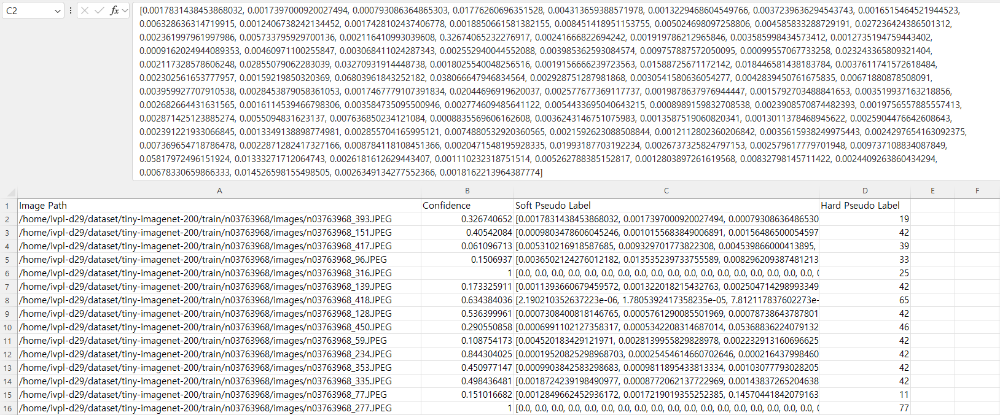 C2
fx
[0.0017831438453868032, 0.0017397000920027494, 0.000793086364865303, 0.01776260696351528, 0.004313659388571978, 0.0013229468604549766, 0.0037239636294543743, 0.0016515464521944523,
0.006328636314719915, 0.0012406738242134452, 0.0017428102437406778, 0.0018850661581382155, 0.008451418951153755, 0.005024698097258806, 0.004585833288729191, 0.027236424386501312,
0.002361997961997986, 0.005733795929700136, 0.002116410993039608, 0.32674065232276917, 0.00241666822694242, 0.001919786212965846, 0.003585998434573412, 0.0012735194759443402,
0.0009162024944089353, 0.00460971100255847, 0.003068411024287343, 0.002552940044552088, 0.003985362593084574, 0.009757887572050095, 0.00099557067733258, 0.023243365809321404,
0.002117328578606248, 0.02855079062283039, 0.03270931914448738, 0.0018025540048256516, 0.0019156666239723563, 0.01588725671172142, 0.018446581438183784, 0.0037611741572618484,
0.002302561653777957, 0.00159219850320369, 0.06803961843252182, 0.038066647946834564, 0.002928751287981868, 0.0030541580636054277, 0.0042839450761675835, 0.00671880878508091,
0.003959927707910538, 0.0028453879058361053, 0.0017467779107391834, 0.02044696919620037, 0.002577677369117737, 0.0019878637976944447, 0.0015792703488841653, 0.003519937163218856,
0.002682664431631565, 0.0016114539466798306, 0.003584735095500946, 0.002774609485641122, 0.0054433695040643215, 0.0008989159832708538, 0.0023908570874482393, 0.0019756557885557413,
0.002871425123885274, 0.0055094831623137, 0.007636850234121084, 0.0008835569606162608, 0.0036243146751075983, 0.0013587519060820341, 0.0013011378468945622, 0.0025904476642608643,
0.002391221933066845, 0.0013349138898774981, 0.002855704165995121, 0.0074880532920360565, 0.0021592623088508844, 0.0012112802360206842, 0.0035615938249975443, 0.0024297654163092375,
0.007369654718786478, 0.0022871282417327166, 0.008784118108451366, 0.0020471548195928335, 0.01993187703192234, 0.0026737325824797153, 0.002579617779701948, 0.009737108834087849,
0.05817972496151924, 0.01333271712064743, 0.0026181612629443407, 0.001110232318751514, 0.005262788385152817, 0.0012803897261619568, 0.00832798145711422, 0.0024409263860434294,
0.00678330659866333, 0.014526598155498505, 0.0026349134277552366, 0.0018162213964387774]
A B C D E F
1 Image Path Confidence Soft Pseudo Label Hard Pseudo Label
2 /home/ivpl-d29/dataset/tiny-imagenet-200/train/n03763968/images/n03763968_393.JPEG 0.326740652 [0.0017831438453868032, 0.0017397000920027494, 0.00079308636486530 19
3 /home/ivpl-d29/dataset/tiny-imagenet-200/train/n03763968/images/n03763968_151.JPEG 0.40542084 [0.0009803478606045246, 0.0010155683849006891, 0.00156486500054597 42
4 /home/ivpl-d29/dataset/tiny-imagenet-200/train/n03763968/images/n03763968_417.JPEG 0.061096713 [0.005310216918587685, 0.009329701773822308, 0.004539866000413895, 39
5 /home/ivpl-d29/dataset/tiny-imagenet-200/train/n03763968/images/n03763968_96.JPEG 0.1506937 [0.0036502124276012182, 0.013535239733755589, 0.008296209387481213 33
6 /home/ivpl-d29/dataset/tiny-imagenet-200/train/n03763968/images/n03763968_316.JPEG 1 [0.0, 0.0, 0.0, 0.0, 0.0, 0.0, 0.0, 0.0, 0.0, 0.0, 0.0, 0.0, 0.0, 0.0, 0.0, 0.0, 0.0, 0.0, 25
7 /home/ivpl-d29/dataset/tiny-imagenet-200/train/n03763968/images/n03763968_139.JPEG 0.173325911 [0.0011393660679459572, 0.001322018215432763, 0.0025047142989933​49 42
8 /home/ivpl-d29/dataset/tiny-imagenet-200/train/n03763968/images/n03763968_418.JPEG 0.634384036 [2.190210352637223e-06, 1.7805392417358235e-05, 7.812117837602273e- 65
9 /home/ivpl-d29/dataset/tiny-imagenet-200/train/n03763968/images/n03763968_128.JPEG 0.536399961 [0.0007308400818146765, 0.0005761290085501969, 0.00078738643787801 42
10 /home/ivpl-d29/dataset/tiny-imagenet-200/train/n03763968/images/n03763968_450.JPEG 0.290550858 [0.0006991102127358317, 0.0005342208314687014, 0.05368836224079132 46
11 /home/ivpl-d29/dataset/tiny-imagenet-200/train/n03763968/images/n03763968_59.JPEG 0.108754173 [0.004520183429121971, 0.0028139955829828978, 0.002232913160696625 42
12 /home/ivpl-d29/dataset/tiny-imagenet-200/train/n03763968/images/n03763968_234.JPEG 0.844304025 [0.00019520825298968703, 0.00025454614660702646, 0.000216437998460 42
13 /home/ivpl-d29/dataset/tiny-imagenet-200/train/n03763968/images/n03763968_353.JPEG 0.450977147 [0.0009903842583298683, 0.0009811895433813334, 0.00103077793028205 42
14 /home/ivpl-d29/dataset/tiny-imagenet-200/train/n03763968/images/n03763968_335.JPEG 0.498436481 [0.0018724239198490977, 0.0008772062137722969, 0.00143837265204638 42
15 /home/ivpl-d29/dataset/tiny-imagenet-200/train/n03763968/images/n03763968_77.JPEG 0.151016682 [0.0012849662452936172, 0.0017219019355252385, 0.14570441842079163 11
16 /home/ivpl-d29/dataset/tiny-imagenet-200/train/n03763968/images/n03763968_277.JPEG 1 [0.0, 0.0, 0.0, 0.0, 0.0, 0.0, 0.0, 0.0, 0.0, 0.0, 0.0, 0.0, 0.0, 0.0, 0.0, 0.0, 0.0, 0.0, 77